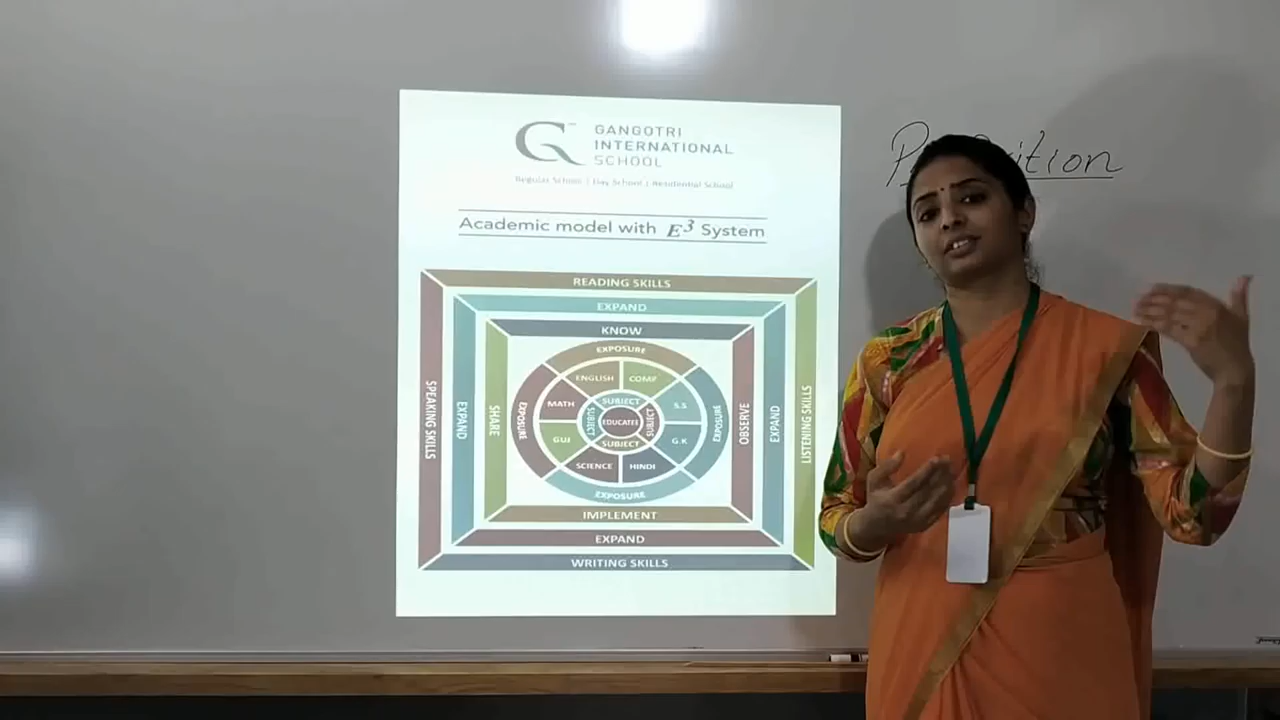 GANGOTRI
INTERNATIONAL
SCHOOL
Regular School | Day School | Residential School
Academic model with E³ System
READING SKILLS
EXPAND
KNOW
EXPOSURE
ENGLISH COMP
MATH SUBJECT S.S
SPEAKING SKILLS EXPAND SHARE EXPOSURE SUBJECT EDUCATES SUBJECT EXPOSURE OBSERVE EXPAND LISTENING SKILLS
GUJ SUBJECT G.K
SCIENCE HINDI
EXPOSURE
IMPLEMENT
EXPAND
WRITING SKILLS